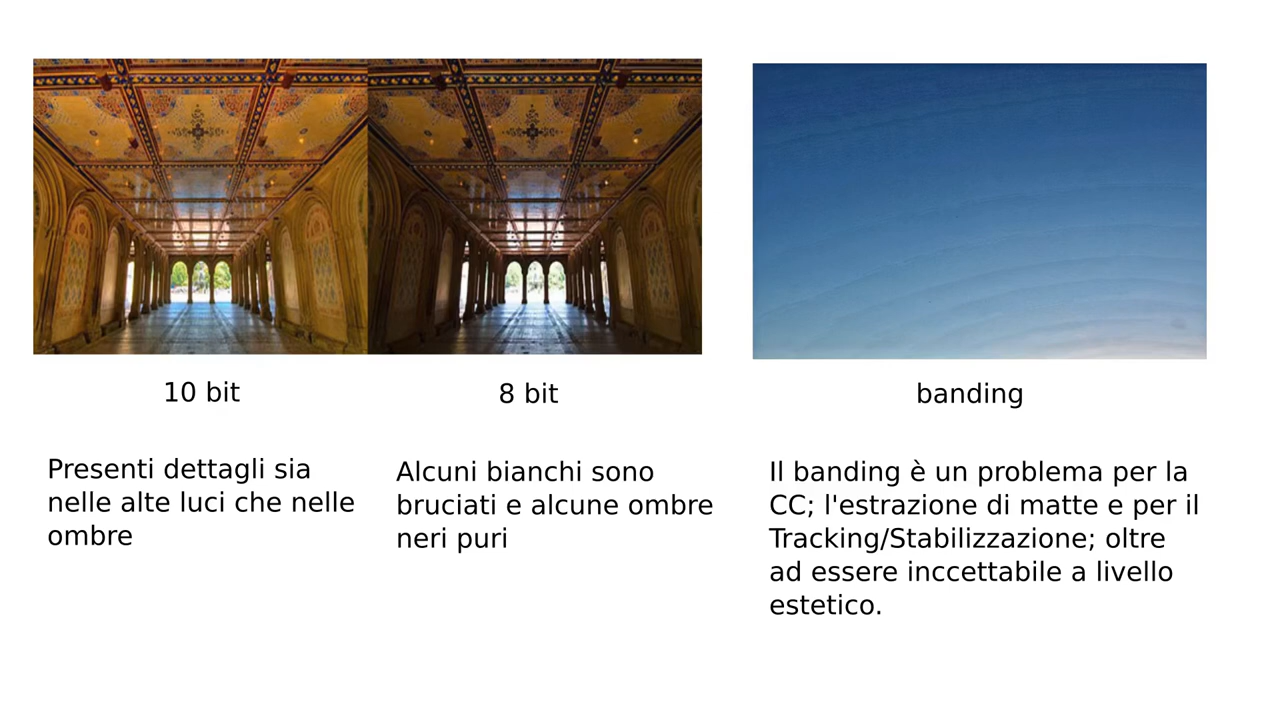 10 bit
8 bit
banding
Presenti dettagli sia
nelle alte luci che nelle
ombre
Alcuni bianchi sono
bruciati e alcune ombre
neri puri
Il banding è un problema per la
CC; l'estrazione di matte e per il
Tracking/Stabilizzazione; oltre
ad essere inccettabile a livello
estetico.